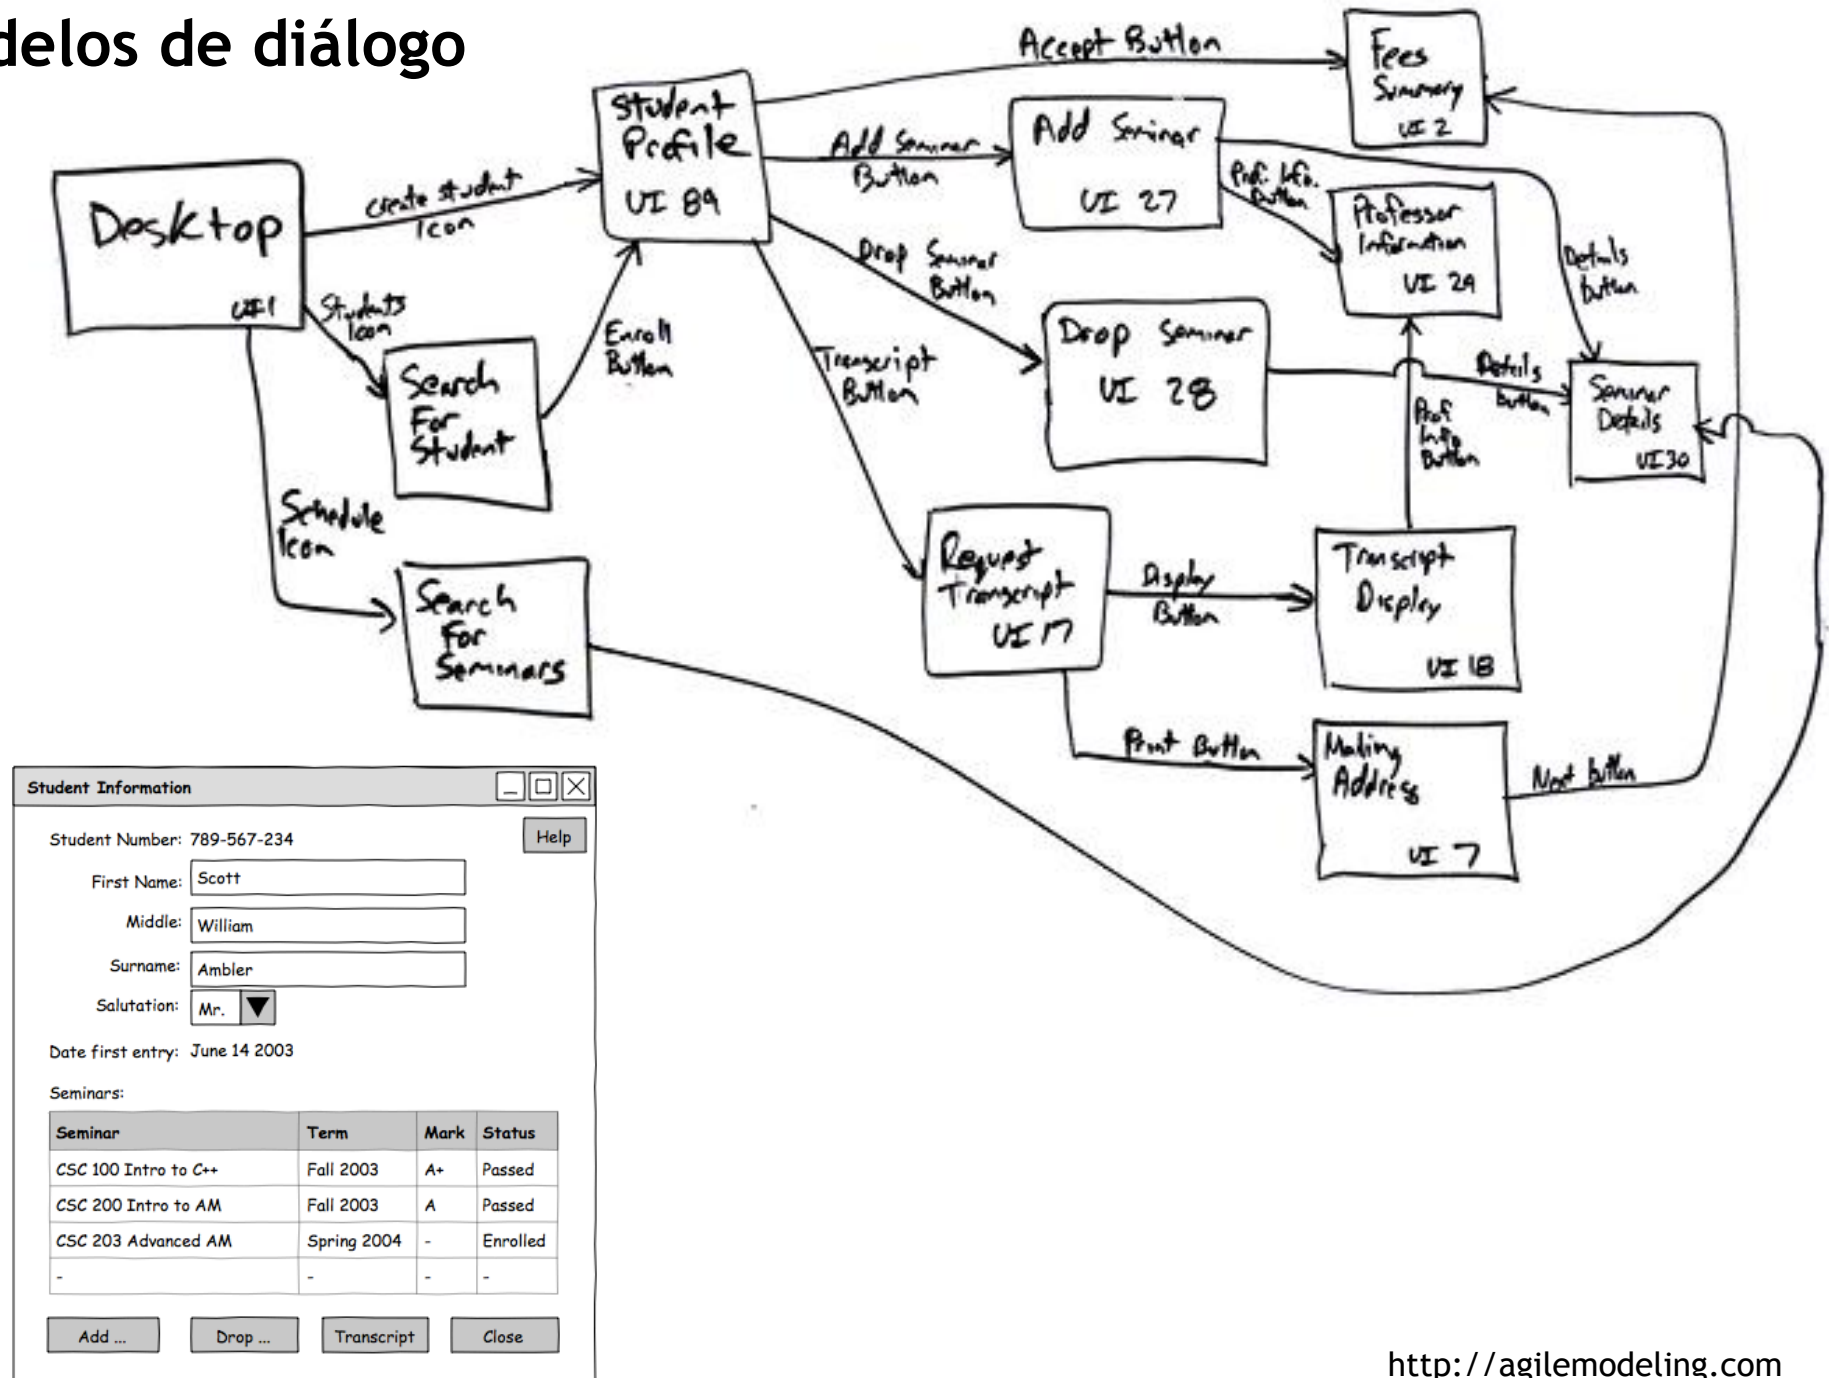 delos de diálogo
Accept Button
Fees
Summary
UI 2
Student
Profile
UI 89
Add Seminar
Button
Add Seminar
UI 27
Prof. Info.
Button
Professor
Information
UI 29
Desktop
UI 1
Create Student
Icon
Students
Icon
Drop Seminar
Button
Details
Button
Enroll
Button
Search
For
Student
Transcript
Button
Drop Seminar
UI 28
Details
Button
Seminar
Details
UI 30
Prof
Info
Button
Schedule
Icon
Search
For
Seminars
Request
Transcript
UI 17
Display
Button
Transcript
Display
UI 18
Print Button
Mailing
Address
UI 7
Next Button
Student Information
Help
Student Number: 789-567-234
First Name: Scott
Middle: William
Surname: Ambler
Salutation: Mr.
Date first entry: June 14 2003
Seminars:
Seminar Term Mark Status
CSC 100 Intro to C++ Fall 2003 A+ Passed
CSC 200 Intro to AM Fall 2003 A Passed
CSC 203 Advanced AM Spring 2004 - Enrolled
- - - -
Add ... Drop ... Transcript Close
http://agilemodeling.com